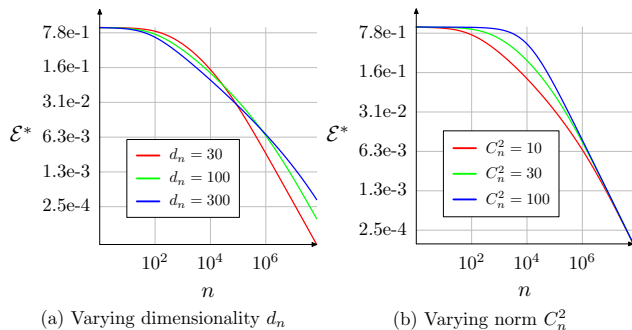 7.8e-1
1.6e-1
3.1e-2
6.3e-3
1.3e-3
2.5e-4
ℰ*
d_n = 30
d_n = 100
d_n = 300
10^2
10^4
10^6
n
(a) Varying dimensionality d_n
7.8e-1
1.6e-1
3.1e-2
6.3e-3
1.3e-3
2.5e-4
ℰ*
C_n^2 = 10
C_n^2 = 30
C_n^2 = 100
10^2
10^4
10^6
n
(b) Varying norm C_n^2